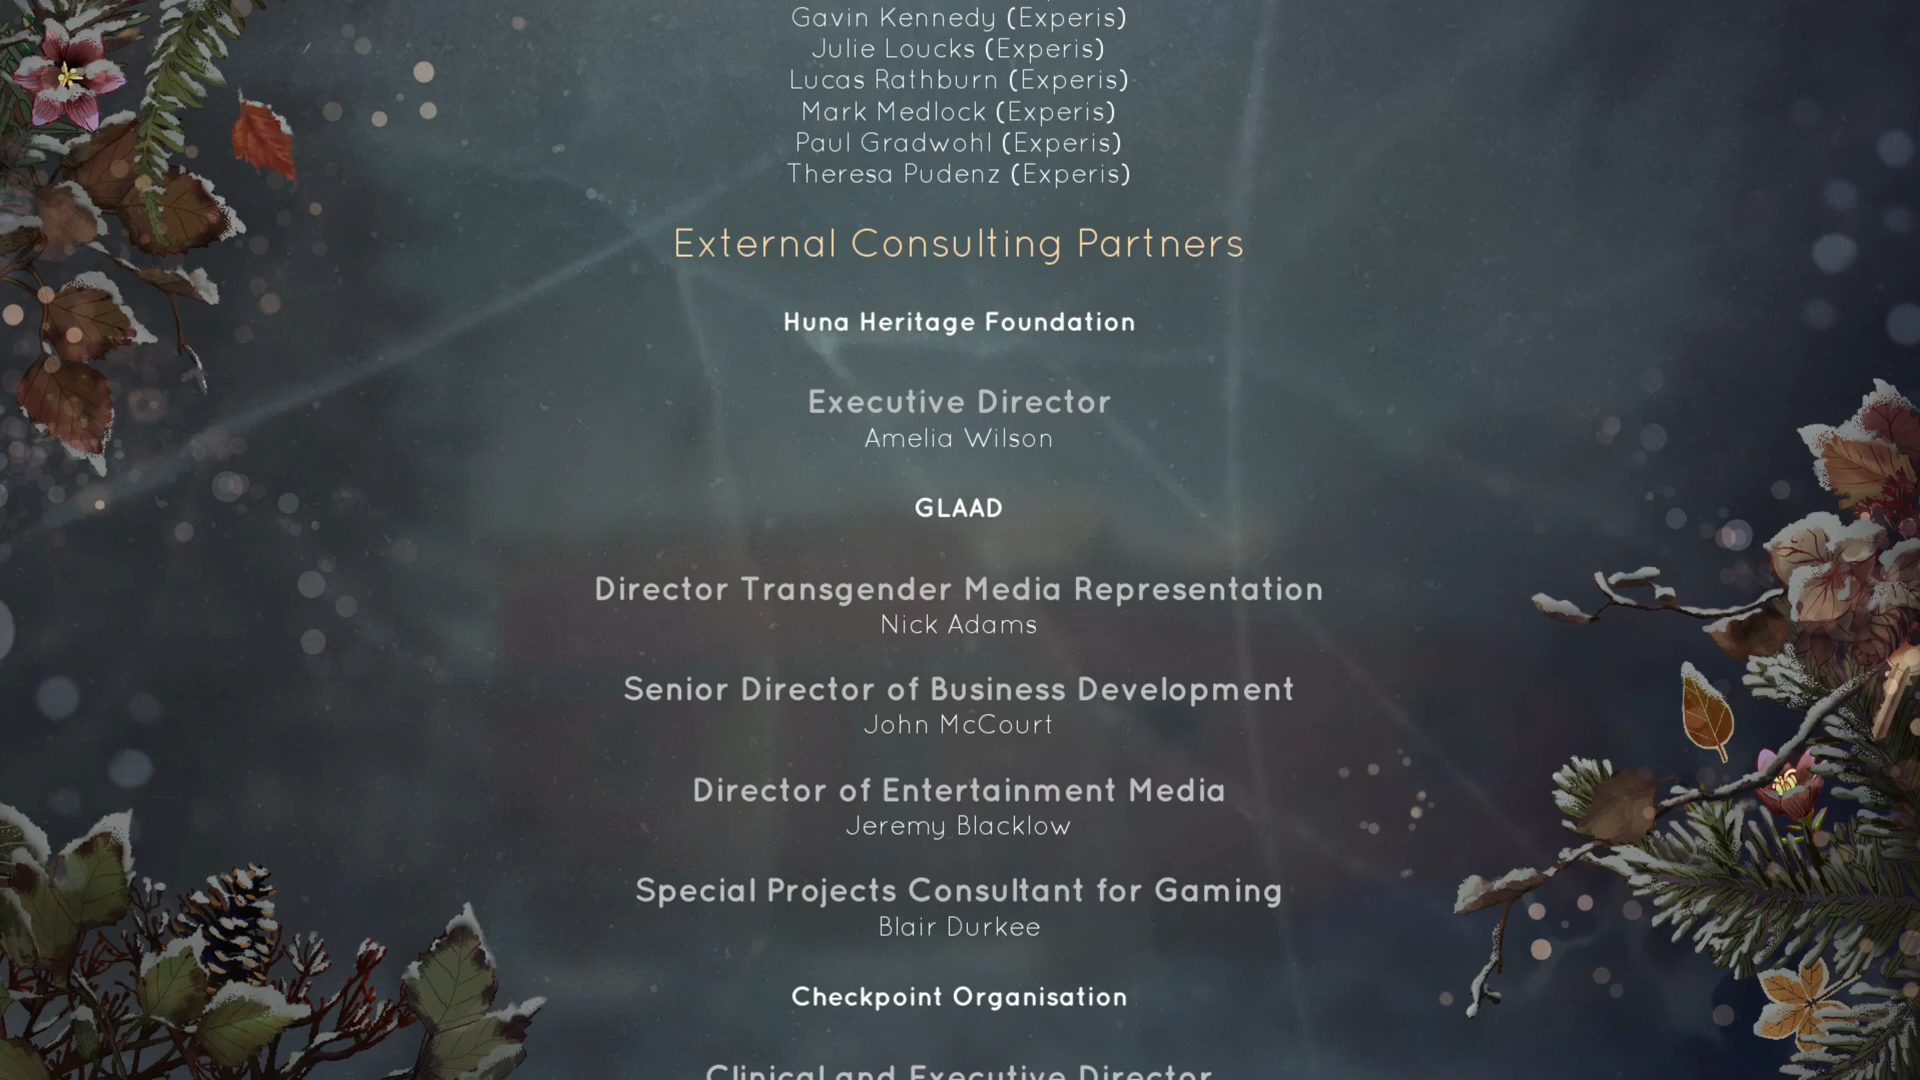 Gavin Kennedy (Experis)
Julie Loucks (Experis)
Lucas Rathburn (Experis)
Mark Medlock (Experis)
Paul Gradwohl (Experis)
Theresa Pudenz (Experis)
External Consulting Partners
Huna Heritage Foundation
Executive Director
Amelia Wilson
GLAAD
Director Transgender Media Representation
Nick Adams
Senior Director of Business Development
John McCourt
Director of Entertainment Media
Jeremy Blacklow
Special Projects Consultant for Gaming
Blair Durkee
Checkpoint Organisation
Clinical and Executive Director